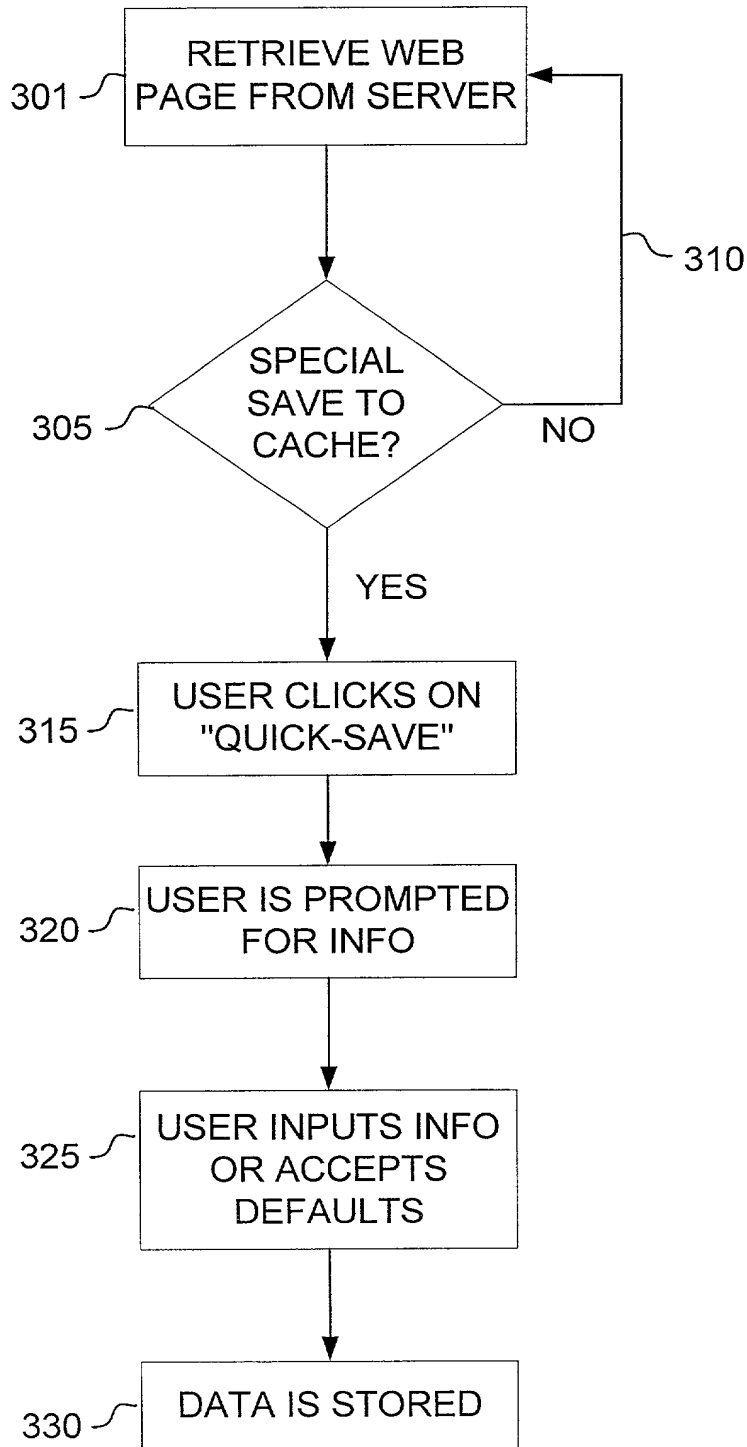 RETRIEVE WEB
PAGE FROM SERVER
301
310
SPECIAL
SAVE TO
CACHE?
305
NO
YES
USER CLICKS ON
"QUICK-SAVE"
315
USER IS PROMPTED
FOR INFO
320
USER INPUTS INFO
OR ACCEPTS
DEFAULTS
325
DATA IS STORED
330